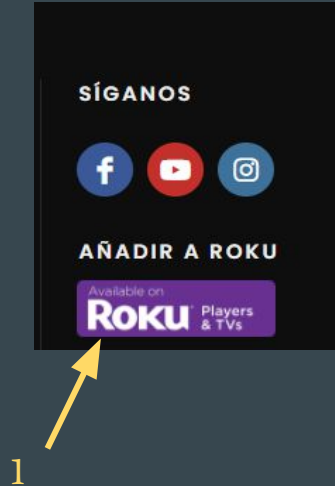 SÍGANOS
AÑADIR A ROKU
Available on
ROKU Players
& TVs
1